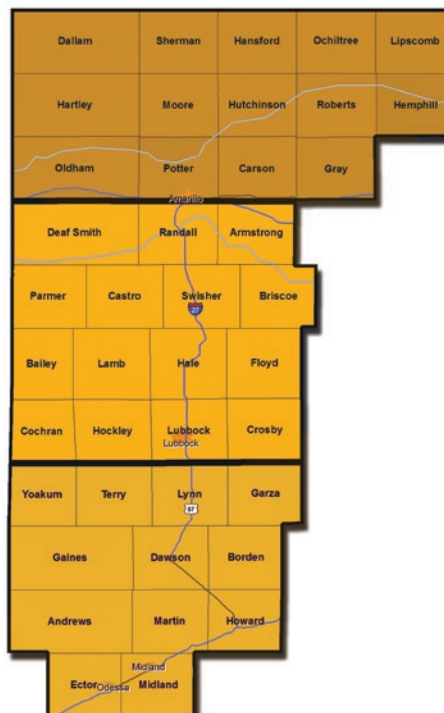 Dallam Sherman Hansford Ochiltree Lipscomb
Hartley Moore Hutchinson Roberts Hemphill
Oldham Potter Carson Gray
Amarillo
Deaf Smith Randall Armstrong
Parmer Castro Swisher Briscoe
27
Bailey Lamb Hale Floyd
Cochran Hockley Lubbock Crosby
Lubbock
Yoakum Terry Lynn Garza
87
Gaines Dawson Borden
Andrews Martin Howard
Midland
Ector Odessa Midland